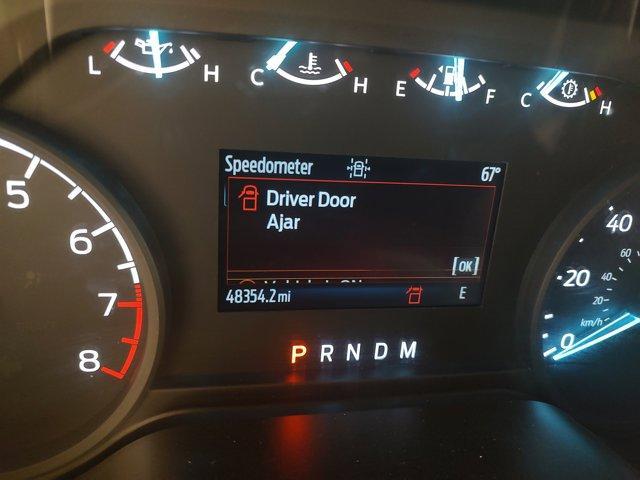 L H C H E F C H
Speedometer 67°
Driver Door
Ajar
[OK]
48354.2 mi E
5
6
7
8
P R N D M
40
60
20 40
20
km/h
0